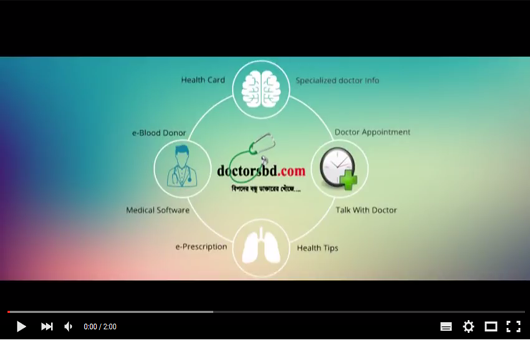 Health Card
Specialized doctor Info
e-Blood Donor
Doctor Appointment
doctorsbd.com
বিপদের বন্ধু ডাক্তারের খোঁজে...
Medical Software
Talk With Doctor
e-Prescription
Health Tips
0:00 / 2:00